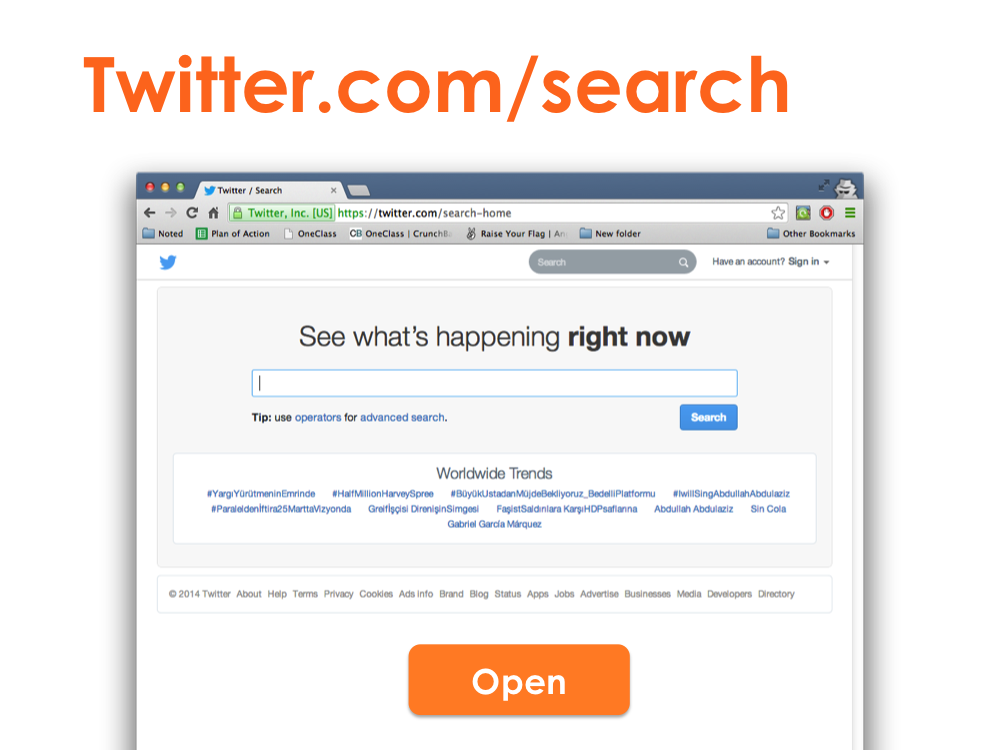 Twitter.com/search
Twitter / Search
Twitter, Inc. [US] https://twitter.com/search-home
Noted Plan of Action OneClass CB OneClass | CrunchBa Raise Your Flag | An New folder Other Bookmarks
Search Have an account? Sign in
See what's happening right now
Tip: use operators for advanced search.
Search
Worldwide Trends
#YargıYürütmeninEmrinde #HalfMillionHarveySpree #BüyükUstadanMüjdeBekliyoruz_BedelliPlatformu #IwillSingAbdullahAbdulaziz
#Paraleldenİftira25MarttaVizyonda Greifİşçisi DirenişinSimgesi FaşistSaldırılara KarşıHDPsaflarına Abdullah Abdulaziz Sin Cola
Gabriel García Márquez
© 2014 Twitter About Help Terms Privacy Cookies Ads info Brand Blog Status Apps Jobs Advertise Businesses Media Developers Directory
Open